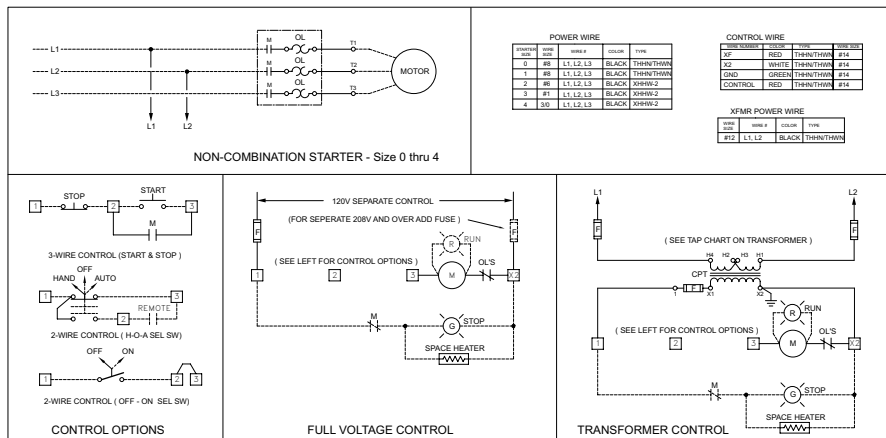 OL
M
L1
T1
OL
M
L2
T2
MOTOR
OL
M
L3
T3
L1
L2
NON-COMBINATION STARTER - Size 0 thru 4
POWER WIRE
STARTER SIZE WIRE SIZE WIRE # COLOR TYPE
0 #8 L1, L2, L3 BLACK THHN/THWN
1 #8 L1, L2, L3 BLACK THHN/THWN
2 #6 L1, L2, L3 BLACK XHHW-2
3 #1 L1, L2, L3 BLACK XHHW-2
4 3/0 L1, L2, L3 BLACK XHHW-2
CONTROL WIRE
WIRE NUMBER COLOR TYPE WIRE SIZE
XF RED THHN/THWN #14
X2 WHITE THHN/THWN #14
GND GREEN THHN/THWN #14
CONTROL RED THHN/THWN #14
XFMR POWER WIRE
WIRE SIZE WIRE # COLOR TYPE
#12 L1, L2 BLACK THHN/THWN
STOP
START
1
2
3
M
3-WIRE CONTROL (START & STOP)
OFF
HAND
AUTO
1
3
REMOTE
2
2-WIRE CONTROL ( H-O-A SEL SW)
OFF
ON
1
2
3
2-WIRE CONTROL ( OFF - ON SEL SW)
CONTROL OPTIONS
120V SEPARATE CONTROL
(FOR SEPERATE 208V AND OVER ADD FUSE )
F
F
R
RUN
( SEE LEFT FOR CONTROL OPTIONS )
OL'S
1
2
3
M
X2
M
G
STOP
SPACE HEATER
FULL VOLTAGE CONTROL
L1
L2
F
F
( SEE TAP CHART ON TRANSFORMER )
H4
H2
H3
H1
CPT
F
1
X1
X2
R
RUN
(SEE LEFT FOR CONTROL OPTIONS )
OL'S
1
2
3
M
X2
M
G
STOP
SPACE HEATER
TRANSFORMER CONTROL